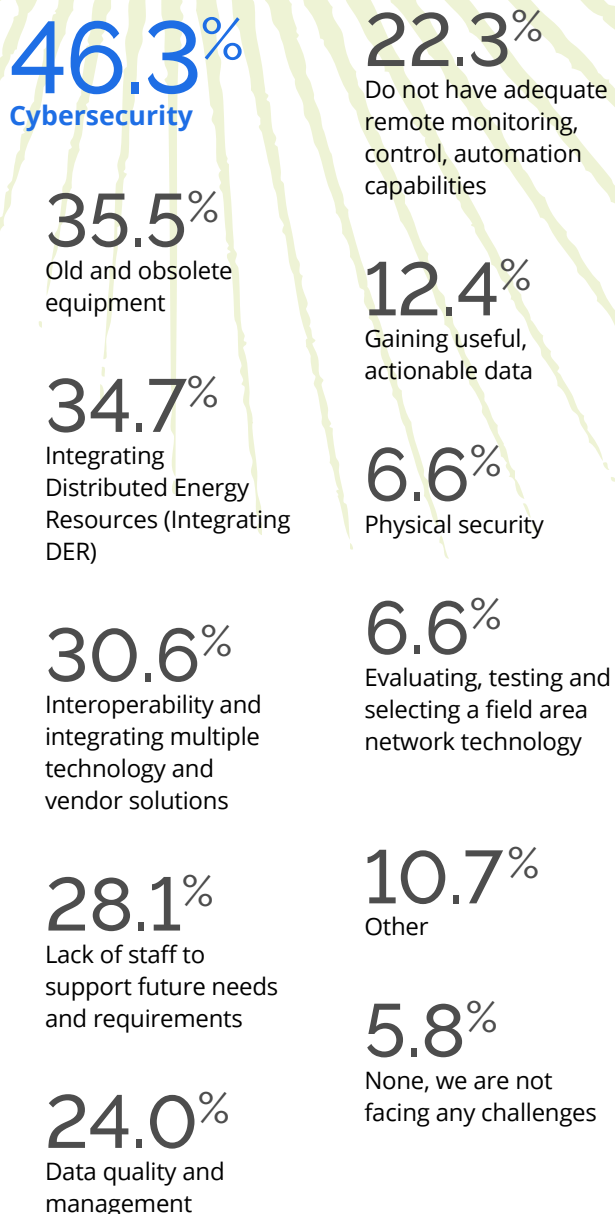 46.3%
Cybersecurity
35.5%
Old and obsolete
equipment
34.7%
Integrating
Distributed Energy
Resources (Integrating
DER)
30.6%
Interoperability and
integrating multiple
technology and
vendor solutions
28.1%
Lack of staff to
support future needs
and requirements
24.0%
Data quality and
management
22.3%
Do not have adequate
remote monitoring,
control, automation
capabilities
12.4%
Gaining useful,
actionable data
6.6%
Physical security
6.6%
Evaluating, testing and
selecting a field area
network technology
10.7%
Other
5.8%
None, we are not
facing any challenges